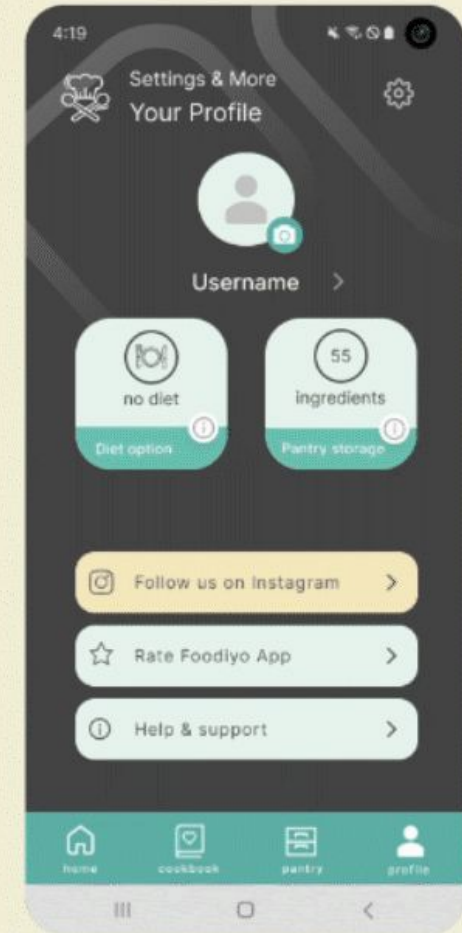 4:19
Settings & More
Your Profile
Username
no diet
Diet option
55
ingredients
Pantry storage
Follow us on Instagram
Rate Foodiyo App
Help & support
home
cookbook
pantry
profile